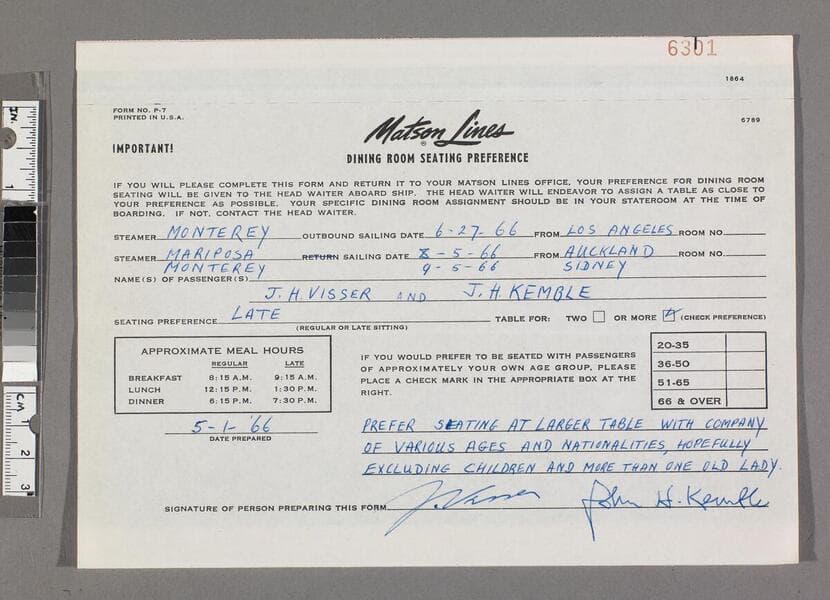 6301
1864
FORM NO. P-7
PRINTED IN U.S.A.
6789
IMPORTANT!
Matson Lines
®
DINING ROOM SEATING PREFERENCE
IF YOU WILL PLEASE COMPLETE THIS FORM AND RETURN IT TO YOUR MATSON LINES OFFICE, YOUR PREFERENCE FOR DINING ROOM
SEATING WILL BE GIVEN TO THE HEAD WAITER ABOARD SHIP. THE HEAD WAITER WILL ENDEAVOR TO ASSIGN A TABLE AS CLOSE TO
YOUR PREFERENCE AS POSSIBLE. YOUR SPECIFIC DINING ROOM ASSIGNMENT SHOULD BE IN YOUR STATEROOM AT THE TIME OF
BOARDING. IF NOT, CONTACT THE HEAD WAITER.
STEAMER MONTEREY OUTBOUND SAILING DATE 6-27-66 FROM LOS ANGELES ROOM NO.
STEAMER MARIPOSA RETURN SAILING DATE 8-5-66 FROM AUCKLAND ROOM NO.
MONTEREY 9-5-66 SIDNEY
NAME(S) OF PASSENGER(S)
J.H. VISSER AND J.H. KEMBLE
SEATING PREFERENCE LATE TABLE FOR: TWO OR MORE (CHECK PREFERENCE)
(REGULAR OR LATE SITTING)
APPROXIMATE MEAL HOURS
REGULAR LATE
BREAKFAST 8:15 A.M. 9:15 A.M.
LUNCH 12:15 P.M. 1:30 P.M.
DINNER 6:15 P.M. 7:30 P.M.
IF YOU WOULD PREFER TO BE SEATED WITH PASSENGERS
OF APPROXIMATELY YOUR OWN AGE GROUP, PLEASE
PLACE A CHECK MARK IN THE APPROPRIATE BOX AT THE
RIGHT.
20-35
36-50
51-65
66 & OVER
5-1-'66
DATE PREPARED
PREFER SEATING AT LARGER TABLE WITH COMPANY
OF VARIOUS AGES AND NATIONALITIES, HOPEFULLY
EXCLUDING CHILDREN AND MORE THAN ONE OLD LADY.
SIGNATURE OF PERSON PREPARING THIS FORM J. Visser John H. Kemble
IN.
1
CM
1
2
3